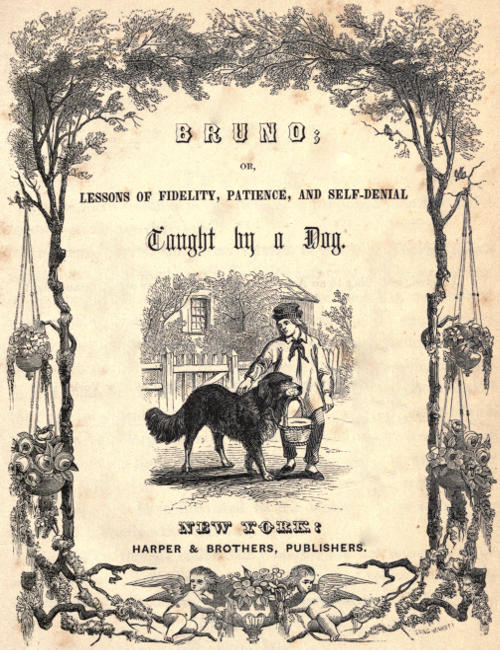 BRUNO;
OR,
LESSONS OF FIDELITY, PATIENCE, AND SELF-DENIAL
Taught by a Dog.
NEW YORK:
HARPER & BROTHERS, PUBLISHERS.